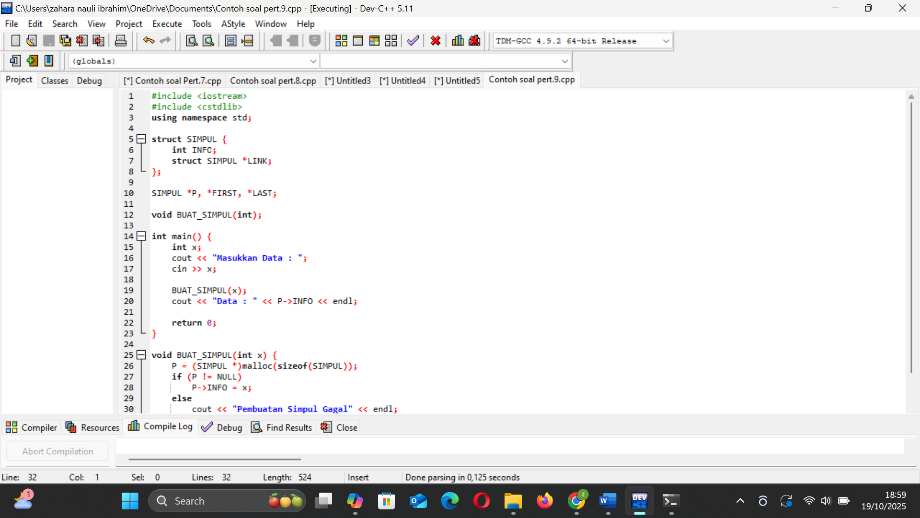 C:\Users\zahara nauli ibrahim\OneDrive\Documents\Contoh soal pert.9.cpp - [Executing] - Dev-C++ 5.11
File Edit Search View Project Execute Tools AStyle Window Help
TDM-GCC 4.9.2 64-bit Release
(globals)
Project Classes Debug [*] Contoh soal Pert.7.cpp Contoh soal pert.8.cpp [*] Untitled3 [*] Untitled4 [*] Untitled5 Contoh soal pert.9.cpp
1 #include <iostream>
2 #include <cstdlib>
3 using namespace std;
4
5 struct SIMPUL {
6 int INFO;
7 struct SIMPUL *LINK;
8 };
9
10 SIMPUL *P, *FIRST, *LAST;
11
12 void BUAT_SIMPUL(int);
13
14 int main() {
15 int x;
16 cout << "Masukkan Data : ";
17 cin >> x;
18
19 BUAT_SIMPUL(x);
20 cout << "Data : " << P->INFO << endl;
21
22 return 0;
23 }
24
25 void BUAT_SIMPUL(int x) {
26 P = (SIMPUL *)malloc(sizeof(SIMPUL));
27 if (P != NULL)
28 P->INFO = x;
29 else
30 cout << "Pembuatan Simpul Gagal" << endl;
Compiler Resources Compile Log Debug Find Results Close
Abort Compilation
Line: 32 Col: 1 Sel: 0 Lines: 32 Length: 524 Insert Done parsing in 0,125 seconds
1
Search
2
18:59
19/10/2025